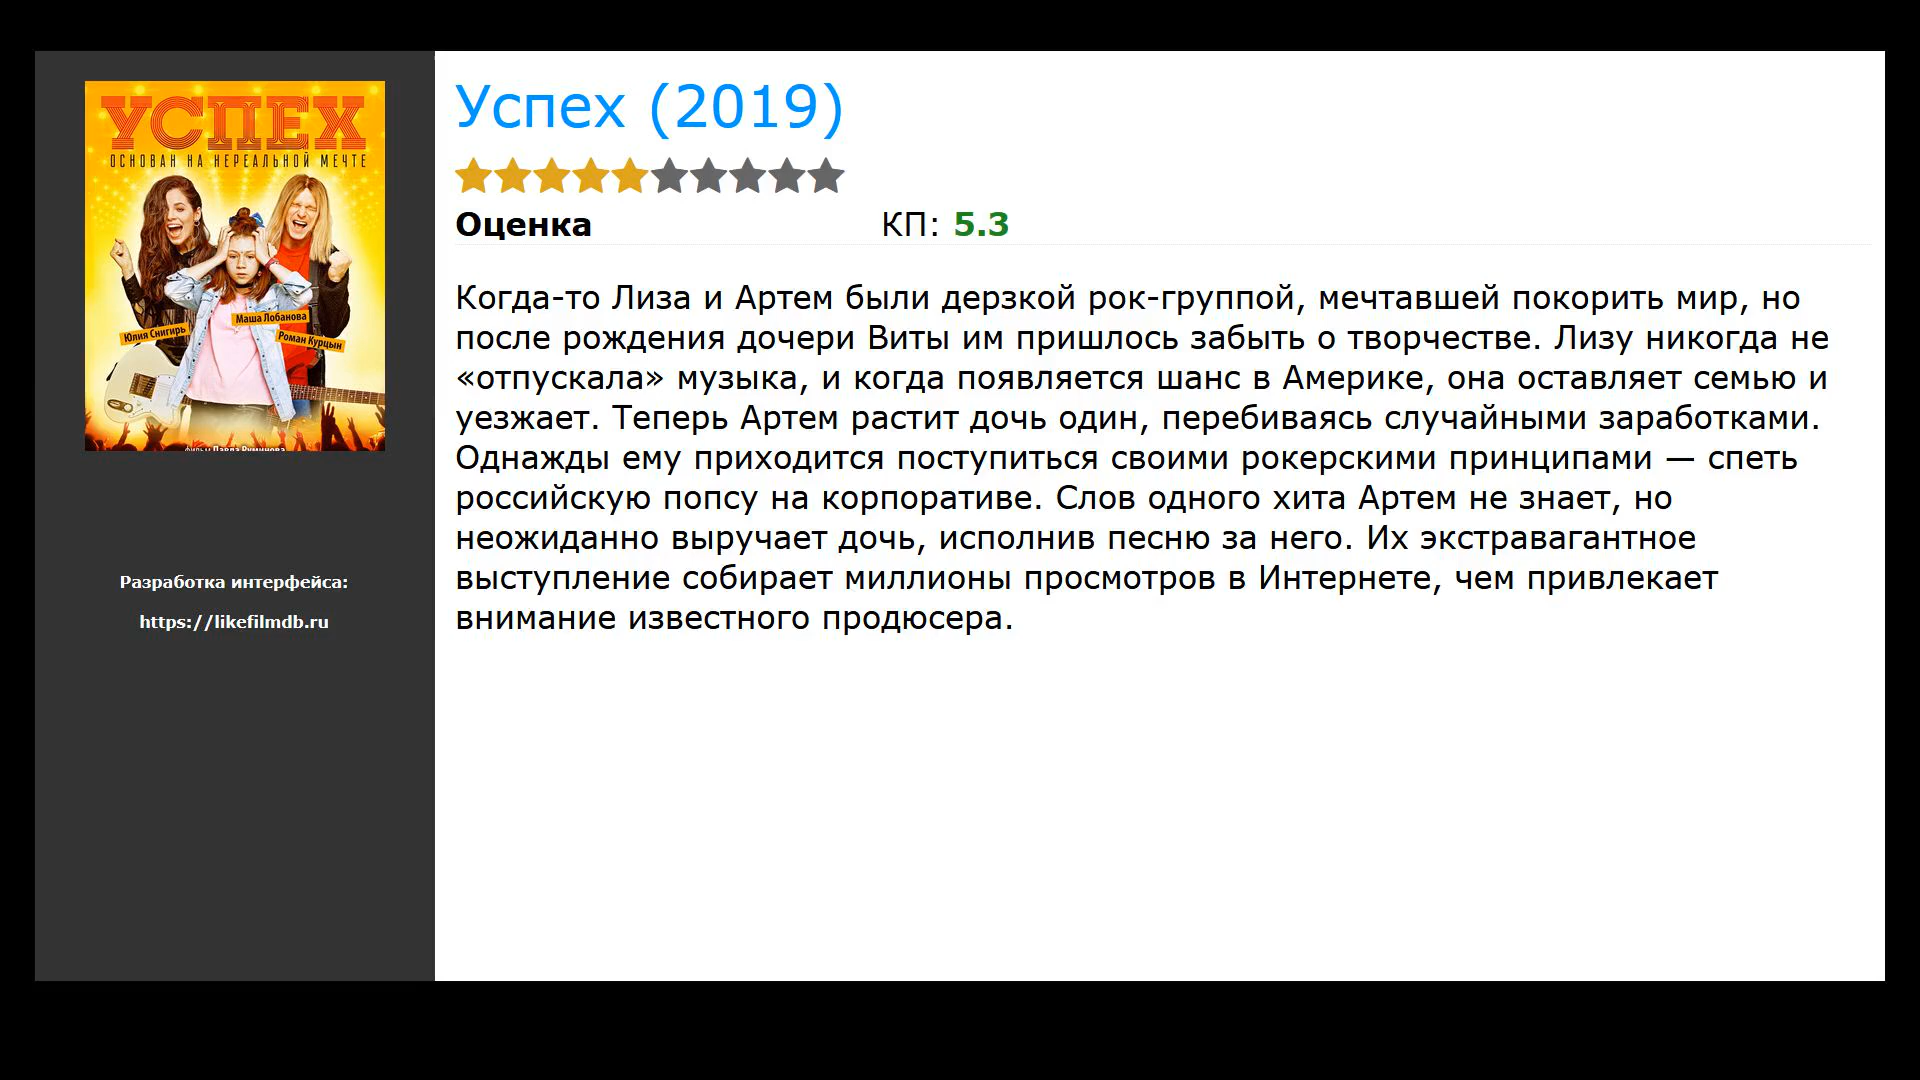 УСПЕХ
ОСНОВАН НА НЕРЕАЛЬНОЙ МЕЧТЕ
Юлия Снигирь
Маша Лобанова
Роман Курцын
фильм Павла Руминова
Разработка интерфейса:
https://likefilmdb.ru
Успех (2019)
Оценка КП: 5.3
Когда-то Лиза и Артем были дерзкой рок-группой, мечтавшей покорить мир, но
после рождения дочери Виты им пришлось забыть о творчестве. Лизу никогда не
«отпускала» музыка, и когда появляется шанс в Америке, она оставляет семью и
уезжает. Теперь Артем растит дочь один, перебиваясь случайными заработками.
Однажды ему приходится поступиться своими рокерскими принципами — спеть
российскую попсу на корпоративе. Слов одного хита Артем не знает, но
неожиданно выручает дочь, исполнив песню за него. Их экстравагантное
выступление собирает миллионы просмотров в Интернете, чем привлекает
внимание известного продюсера.